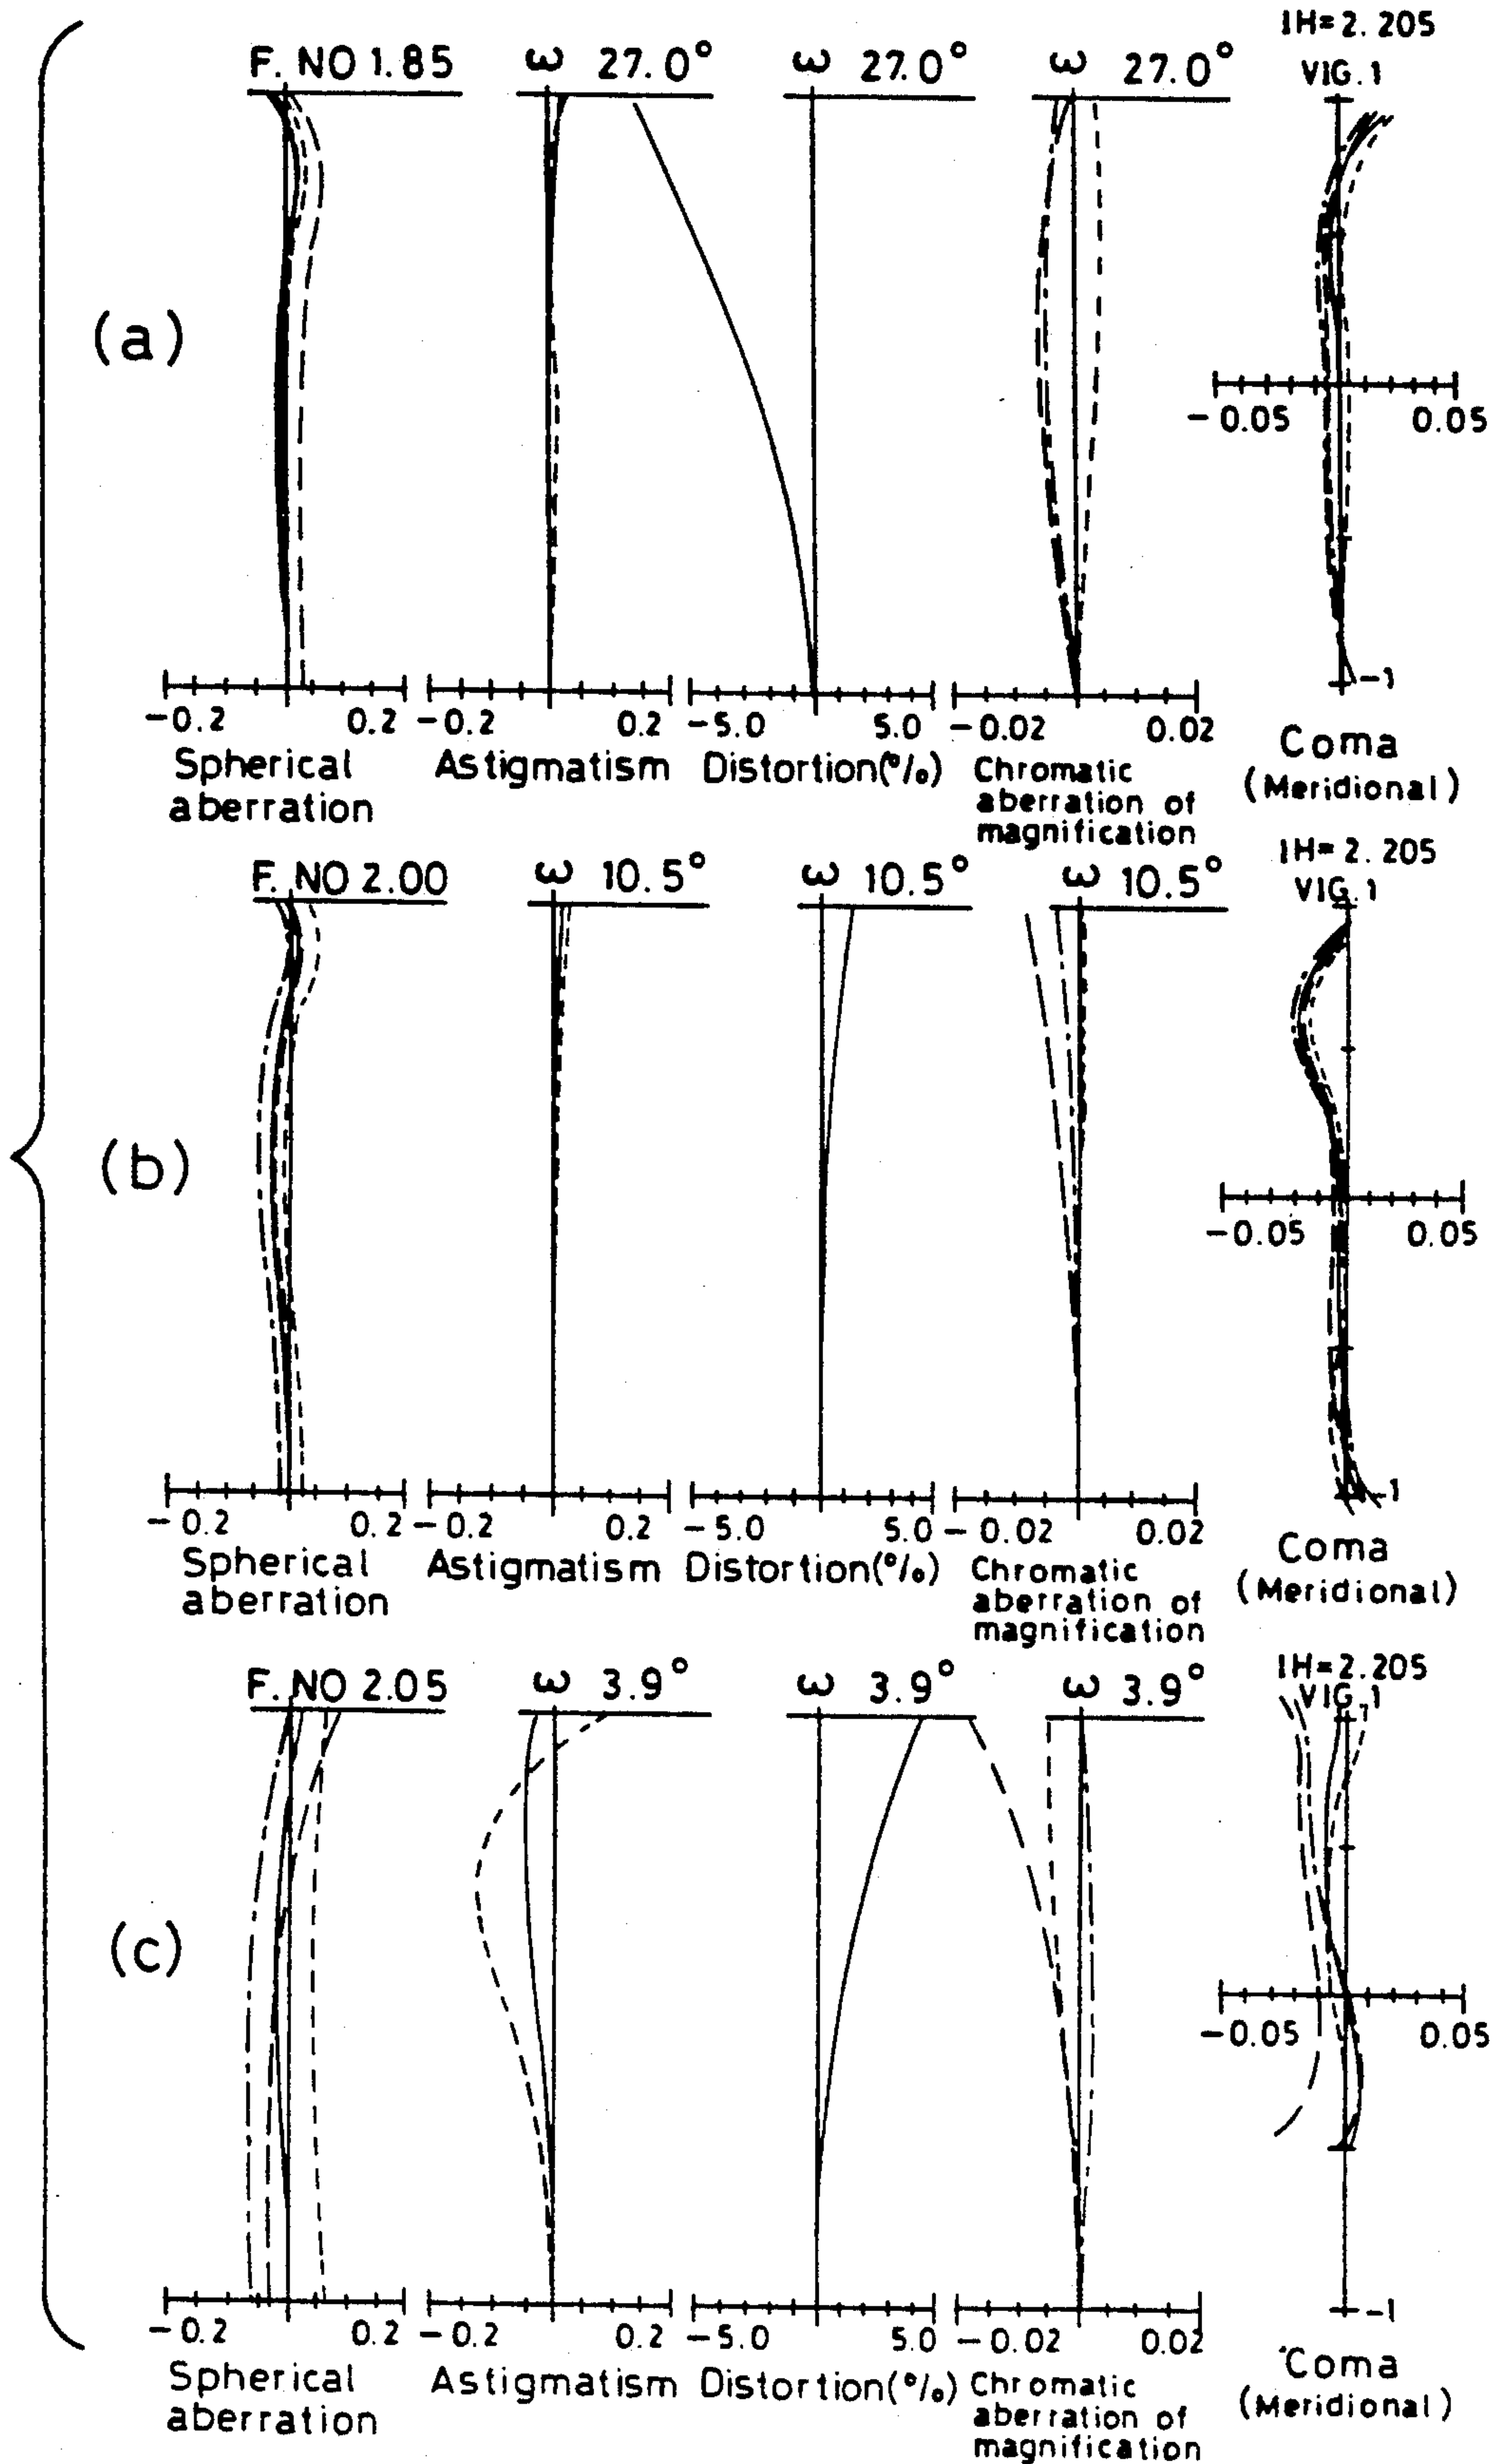 (a)
F. NO 1.85
ω 27.0°
ω 27.0°
ω 27.0°
IH=2.205
VIG.1
-0.2 0.2
-0.2 0.2
-5.0 5.0
-0.02 0.02
-0.05 0.05
-1
Spherical
aberration
Astigmatism
Distortion(%)
Chromatic
aberration of
magnification
Coma
(Meridional)
(b)
F. NO 2.00
ω 10.5°
ω 10.5°
ω 10.5°
IH=2.205
VIG.1
-0.2 0.2
-0.2 0.2
-5.0 5.0
-0.02 0.02
-0.05 0.05
-1
Spherical
aberration
Astigmatism
Distortion(%)
Chromatic
aberration of
magnification
Coma
(Meridional)
(c)
F. NO 2.05
ω 3.9°
ω 3.9°
ω 3.9°
IH=2.205
VIG.1
-0.2 0.2
-0.2 0.2
-5.0 5.0
-0.02 0.02
-0.05 0.05
-1
Spherical
aberration
Astigmatism
Distortion(%)
Chromatic
aberration of
magnification
Coma
(Meridional)